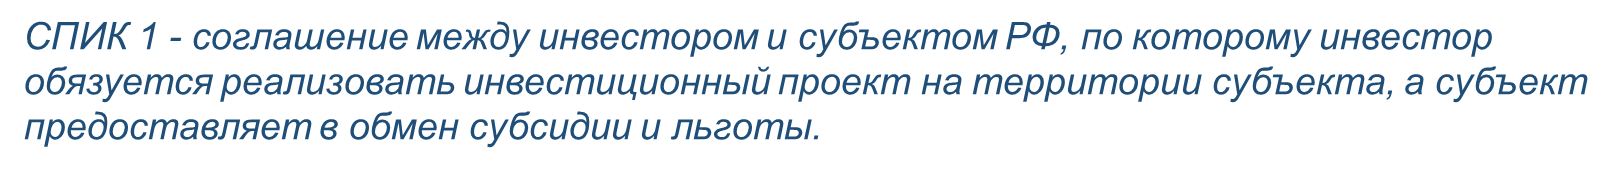 СПИК 1 - соглашение между инвестором и субъектом РФ, по которому инвестор
обязуется реализовать инвестиционный проект на территории субъекта, а субъект
предоставляет в обмен субсидии и льготы.